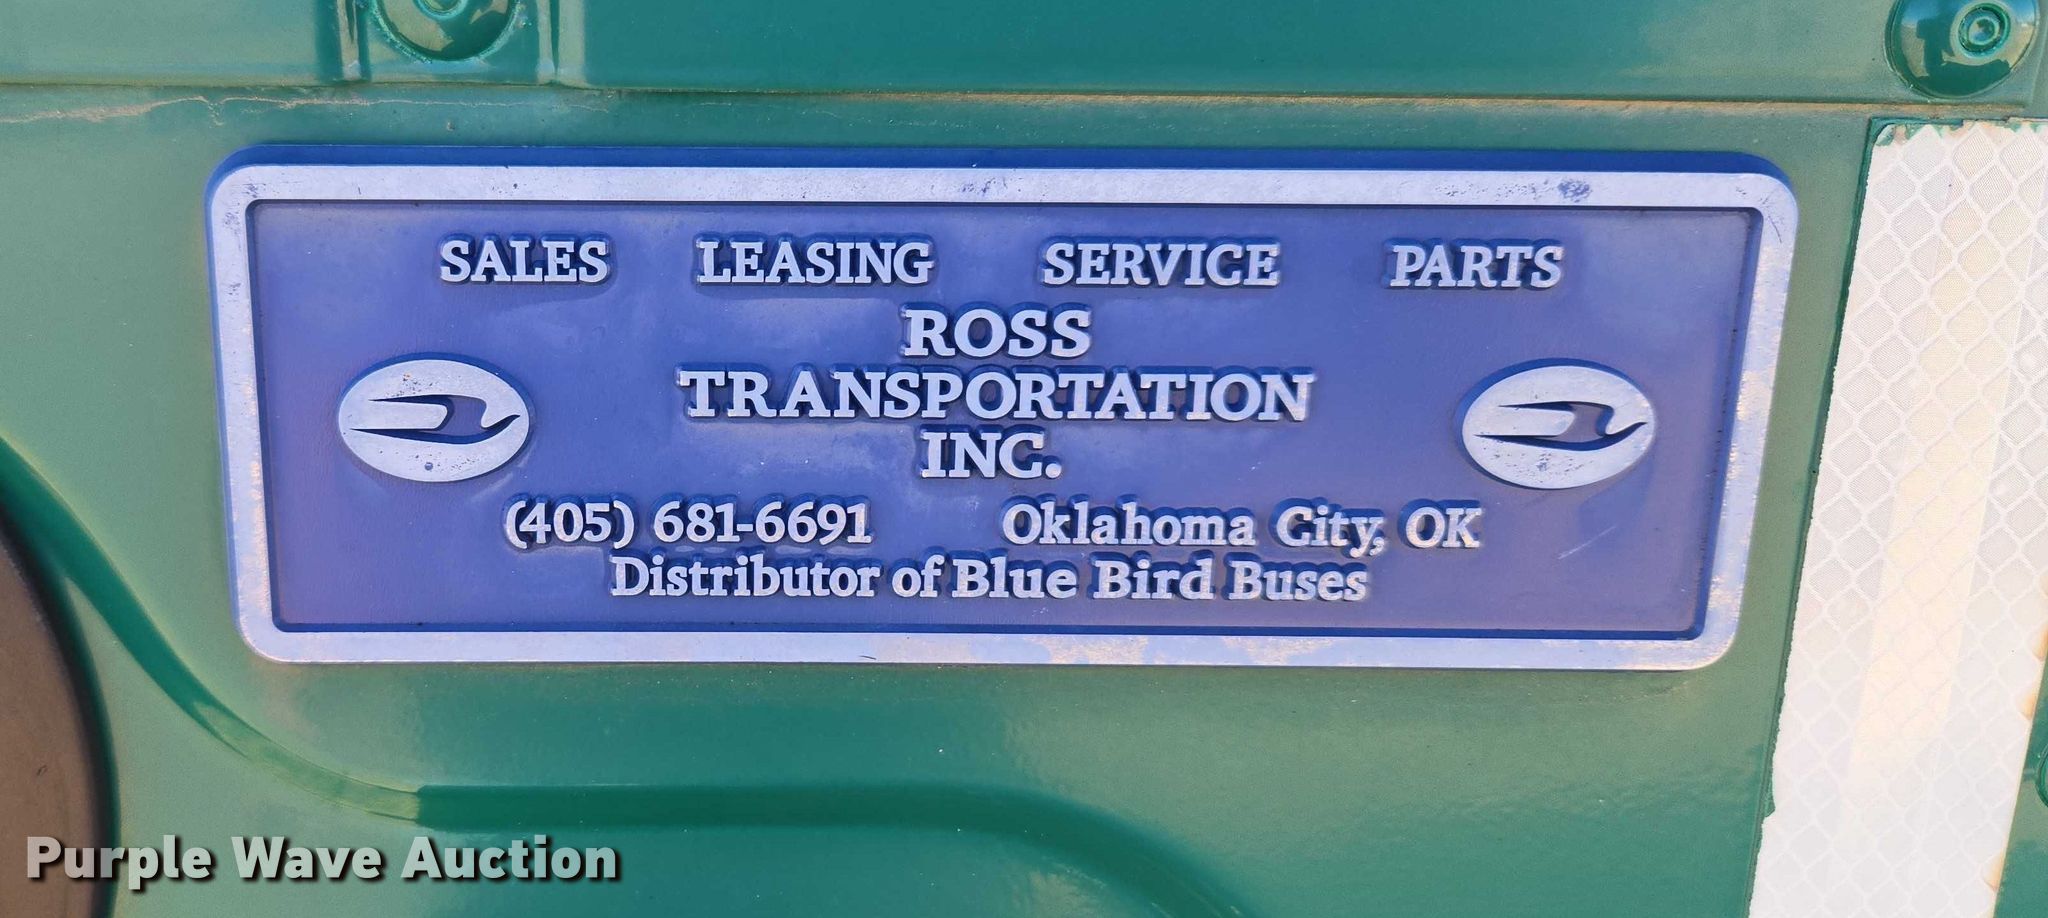 SALES LEASING SERVICE PARTS
ROSS
TRANSPORTATION
INC.
(405) 681-6691 Oklahoma City, OK
Distributor of Blue Bird Buses
Purple Wave Auction